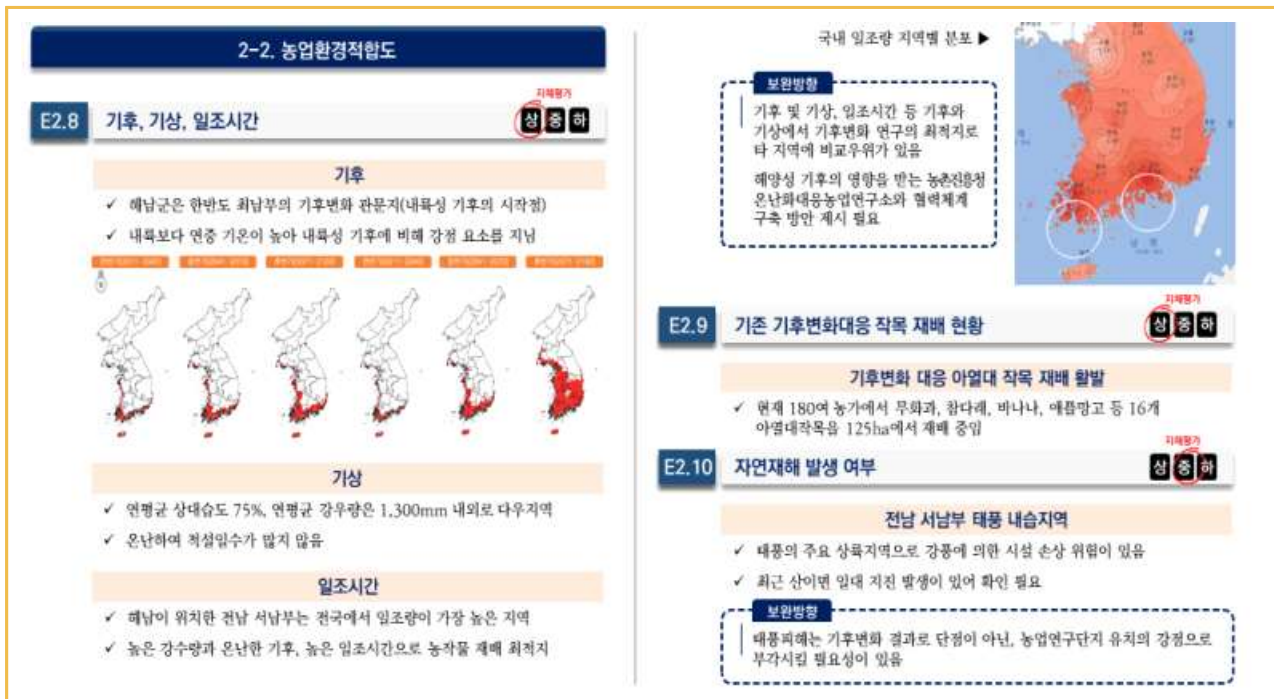 2-2. 농업환경적합도
자체평가
E2.8 기후, 기상, 일조시간 상 중 하
기후
✓ 해남군은 한반도 최남부의 기후변화 관문지(내륙성 기후의 시작점)
✓ 내륙보다 연중 기온이 높아 내륙성 기후에 비해 강점 요소를 지님
기상
✓ 연평균 상대습도 75%, 연평균 강우량은 1,300mm 내외로 다우지역
✓ 온난하여 적설일수가 많지 않음
일조시간
✓ 해남이 위치한 전남 서남부는 전국에서 일조량이 가장 높은 지역
✓ 높은 강수량과 온난한 기후, 높은 일조시간으로 농작물 재배 최적지
국내 일조량 지역별 분포 ▶
보완방향
기후 및 기상, 일조시간 등 기후와
기상에서 기후변화 연구의 최적지로
타 지역에 비교우위가 있음
해양성 기후의 영향을 받는 농촌진흥청
온난화대응농업연구소와 협력체계
구축 방안 제시 필요
자체평가
E2.9 기존 기후변화대응 작목 재배 현황 상 중 하
기후변화 대응 아열대 작목 재배 활발
✓ 현재 180여 농가에서 무화과, 참다래, 바나나, 애플망고 등 16개
아열대작목을 125ha에서 재배 중임
자체평가
E2.10 자연재해 발생 여부 상 중 하
전남 서남부 태풍 내습지역
✓ 태풍의 주요 상륙지역으로 강풍에 의한 시설 손상 위험이 있음
✓ 최근 산이면 일대 지진 발생이 있어 확인 필요
보완방향
태풍피해는 기후변화 결과로 단점이 아닌, 농업연구단지 유치의 강점으로
부각시킬 필요성이 있음